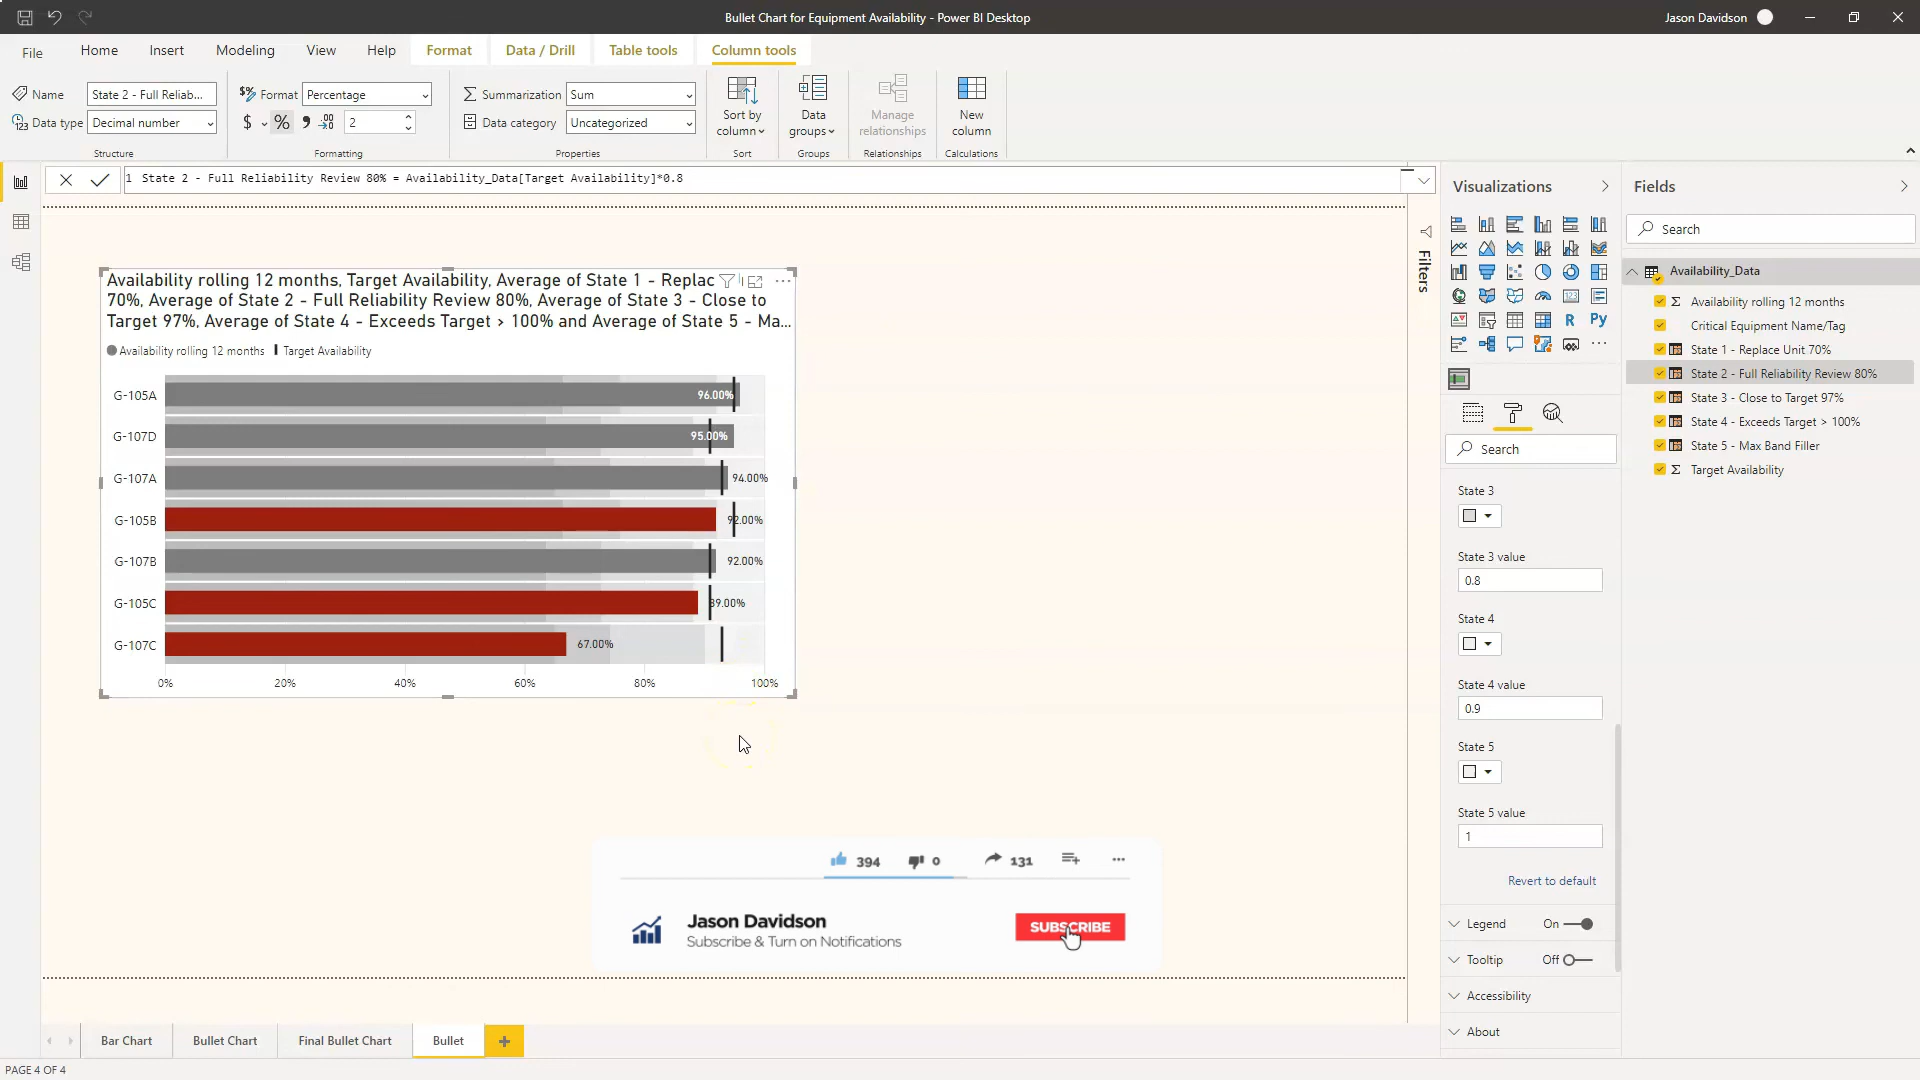 Bullet Chart for Equipment Availability - Power BI Desktop
Jason Davidson
File
Home
Insert
Modeling
View
Help
Format
Data / Drill
Table tools
Column tools
Name
State 2 - Full Reliab...
Data type
Decimal number
Structure
Format
Percentage
$
%
2
Formatting
Summarization
Sum
Data category
Uncategorized
Properties
Sort by
column
Sort
Data
groups
Groups
Manage
relationships
Relationships
New
column
Calculations
1 State 2 - Full Reliability Review 80% = Availability_Data[Target Availability]*0.8
Availability rolling 12 months, Target Availability, Average of State 1 - Replac
70%, Average of State 2 - Full Reliability Review 80%, Average of State 3 - Close to
Target 97%, Average of State 4 - Exceeds Target > 100% and Average of State 5 - Ma...
Availability rolling 12 months
Target Availability
G-105A
96.00%
G-107D
95.00%
G-107A
94.00%
G-105B
92.00%
G-107B
92.00%
G-105C
89.00%
G-107C
67.00%
0%
20%
40%
60%
80%
100%
394
0
131
Jason Davidson
Subscribe & Turn on Notifications
SUBSCRIBE
Filters
Visualizations
R
Py
Search
State 3
State 3 value
0.8
State 4
State 4 value
0.9
State 5
State 5 value
1
Revert to default
Legend
On
Tooltip
Off
Accessibility
About
Fields
Search
Availability_Data
Availability rolling 12 months
Critical Equipment Name/Tag
State 1 - Replace Unit 70%
State 2 - Full Reliability Review 80%
State 3 - Close to Target 97%
State 4 - Exceeds Target > 100%
State 5 - Max Band Filler
Target Availability
Bar Chart
Bullet Chart
Final Bullet Chart
Bullet
PAGE 4 OF 4